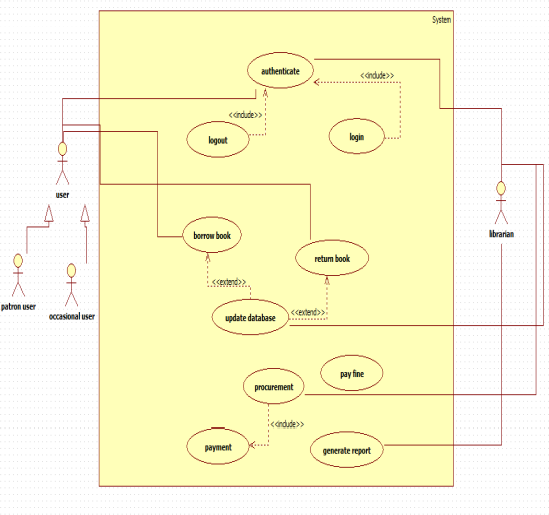 System
authenticate
<<include>>
<<include>>
logout
login
user
borrow book
librarian
return book
<<extend>>
patron user
occasional user
update database
<<extend>>
pay fine
procurement
<<include>>
payment
generate report